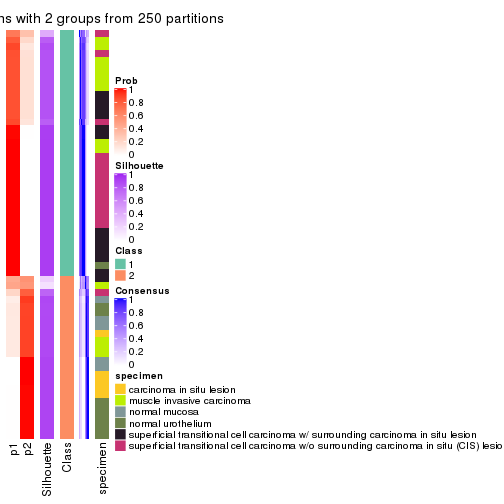 ns with 2 groups from 250 partitions
Prob
1
0.8
0.6
0.4
0.2
0
Silhouette
1
0.8
0.6
0.4
0.2
0
Class
1
2
Consensus
1
0.8
0.6
0.4
0.2
0
specimen
carcinoma in situ lesion
muscle invasive carcinoma
normal mucosa
normal urothelium
superficial transitional cell carcinoma w/ surrounding carcinoma in situ lesion
superficial transitional cell carcinoma w/o surrounding carcinoma in situ (CIS) lesio
p1
p2
Silhouette
Class
specimen